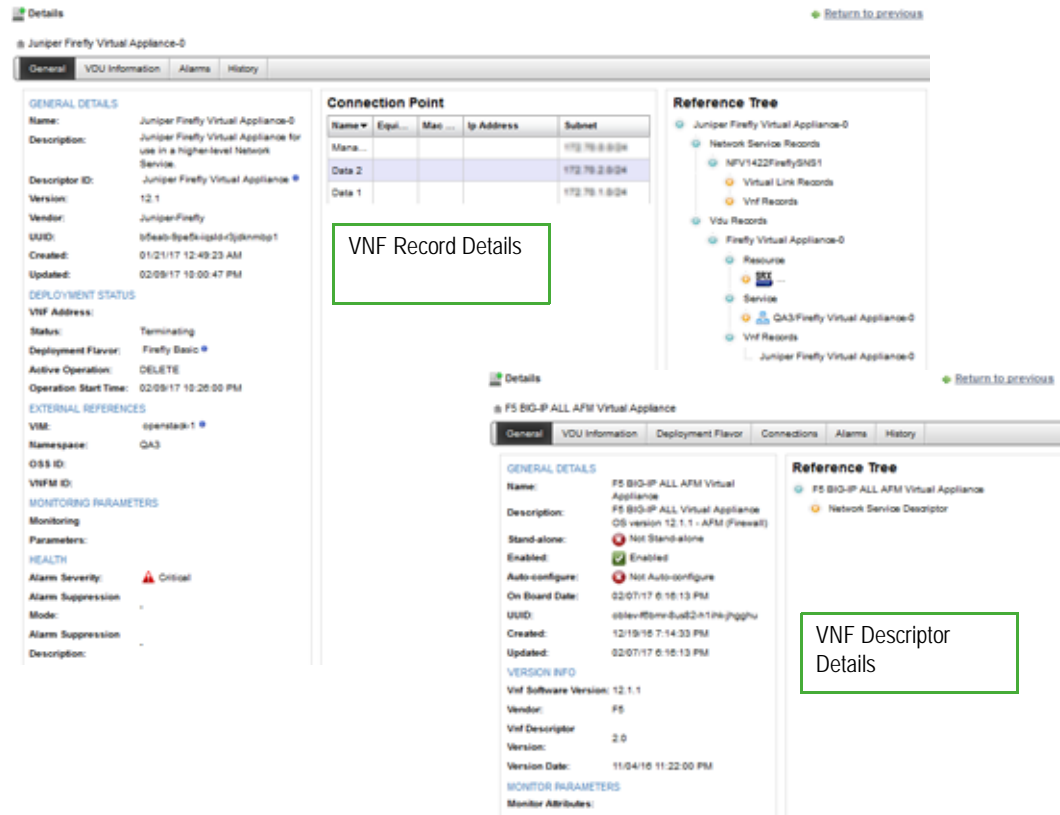 Details
Return to previous
Juniper Firefly Virtual Appliance-0
General VDU Information Alarms History
GENERAL DETAILS
Name: Juniper Firefly Virtual Appliance-0
Description: Juniper Firefly Virtual Appliance for
use in a higher-level Network
Service.
Descriptor ID: Juniper Firefly Virtual Appliance
Version: 12.1
Vendor: Juniper-Firefly
UUID:
Created: 01/21/17 12:49:23 AM
Updated: 02/09/17 10:00:47 PM
DEPLOYMENT STATUS
VNF Address:
Status: Terminating
Deployment Flavor: Firefly Basic
Active Operation: DELETE
Operation Start Time: 02/09/17 10:26:00 PM
EXTERNAL REFERENCES
VIM: openstack-1
Namespace: QA3
OSS ID:
VNFM ID:
MONITORING PARAMETERS
Monitoring
Parameters:
HEALTH
Alarm Severity: Critical
Alarm Suppression
Mode: -
Alarm Suppression
Description: -
Connection Point
Name Equi... Mac ... Ip Address Subnet
Mana...
Data 2
Data 1
VNF Record Details
Reference Tree
Juniper Firefly Virtual Appliance-0
Network Service Records
NFV1422FireflySNS1
Virtual Link Records
Vnf Records
Vdu Records
Firefly Virtual Appliance-0
Resource
SRX ...
Service
QA3/Firefly Virtual Appliance-0
Vnf Records
Juniper Firefly Virtual Appliance-0
Details
Return to previous
F5 BIG-IP ALL AFM Virtual Appliance
General VDU Information Deployment Flavor Connections Alarms History
GENERAL DETAILS
Name: F5 BIG-IP ALL AFM Virtual
Appliance
Description: F5 BIG-IP ALL Virtual Appliance
OS version 12.1.1 - AFM (Firewall)
Stand-alone: Not Stand-alone
Enabled: Enabled
Auto-configure: Not Auto-configure
On Board Date: 02/07/17 6:16:13 PM
UUID:
Created: 12/19/16 7:14:33 PM
Updated: 02/07/17 6:16:13 PM
VERSION INFO
Vnf Software Version: 12.1.1
Vendor: F5
Vnf Descriptor
Version: 2.0
Version Date: 11/04/16 11:22:00 PM
MONITOR PARAMETERS
Monitor Attributes:
Reference Tree
F5 BIG-IP ALL AFM Virtual Appliance
Network Service Descriptor
VNF Descriptor
Details